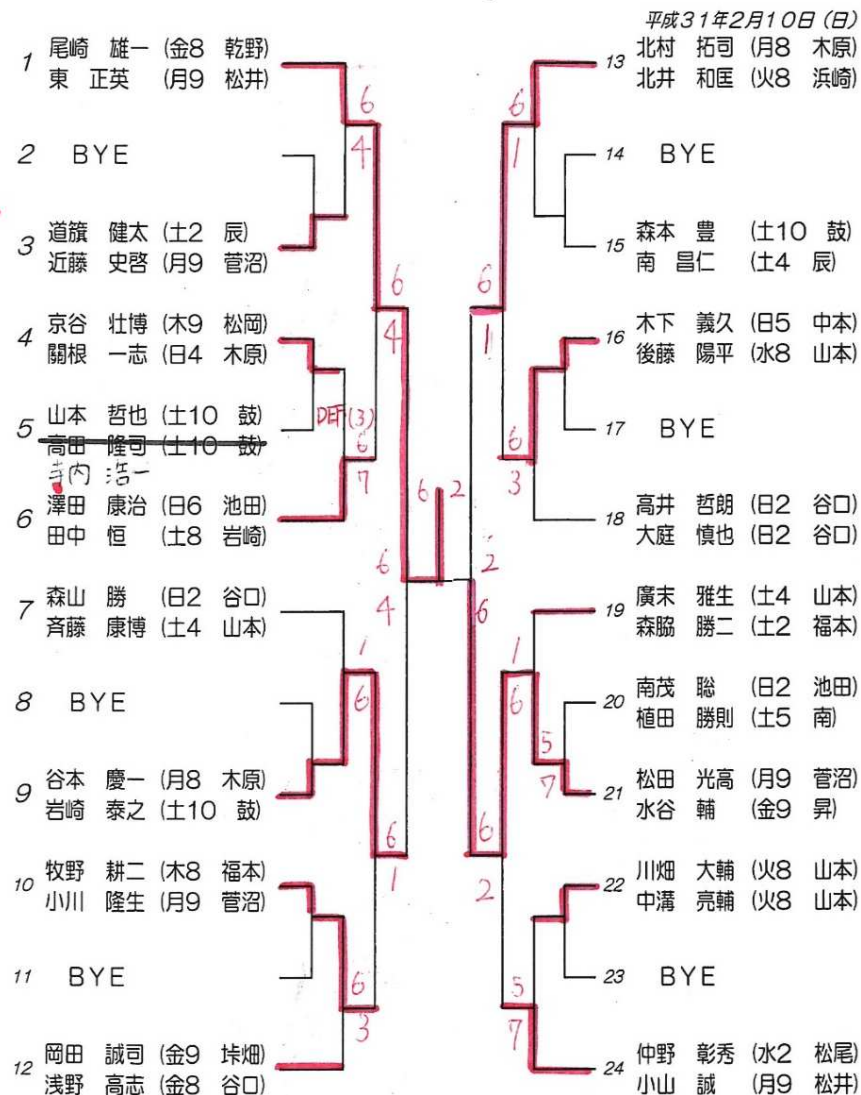 平成31年2月10日(日)
1 尾崎 雄一 (金8 乾野)
東 正英 (月9 松井)
2 BYE
3 道籏 健太 (土2 辰)
近藤 史啓 (月9 菅沼)
4 京谷 壮博 (木9 松岡)
關根 一志 (日4 木原)
5 山本 哲也 (土10 鼓)
高田 隆司 (土10 鼓)
寺内 浩一
6 澤田 康治 (日6 池田)
田中 恒 (土8 岩崎)
7 森山 勝 (日2 谷口)
斉藤 康博 (土4 山本)
8 BYE
9 谷本 慶一 (月8 木原)
岩崎 泰之 (土10 鼓)
10 牧野 耕二 (木8 福本)
小川 隆生 (月9 菅沼)
11 BYE
12 岡田 誠司 (金9 垰畑)
浅野 高志 (金8 谷口)
6
4
6
4
DEF(3)
6
7
6
4
1
6
6
1
6
3
6 2
13 北村 拓司 (月8 木原)
北井 和匡 (火8 浜崎)
14 BYE
15 森本 豊 (土10 鼓)
南 昌仁 (土4 辰)
16 木下 義久 (日5 中本)
後藤 陽平 (水8 山本)
17 BYE
18 高井 哲朗 (日2 谷口)
大庭 慎也 (日2 谷口)
19 廣末 雅生 (土4 山本)
森脇 勝二 (土2 福本)
20 南茂 聡 (日2 池田)
植田 勝則 (土5 南)
21 松田 光高 (月9 菅沼)
水谷 輔 (金9 昇)
22 川畑 大輔 (火8 山本)
中溝 亮輔 (火8 山本)
23 BYE
24 仲野 彰秀 (水2 松尾)
小山 誠 (月9 松井)
6
1
6
1
6
3
2
6
1
6
5
7
6
2
5
7